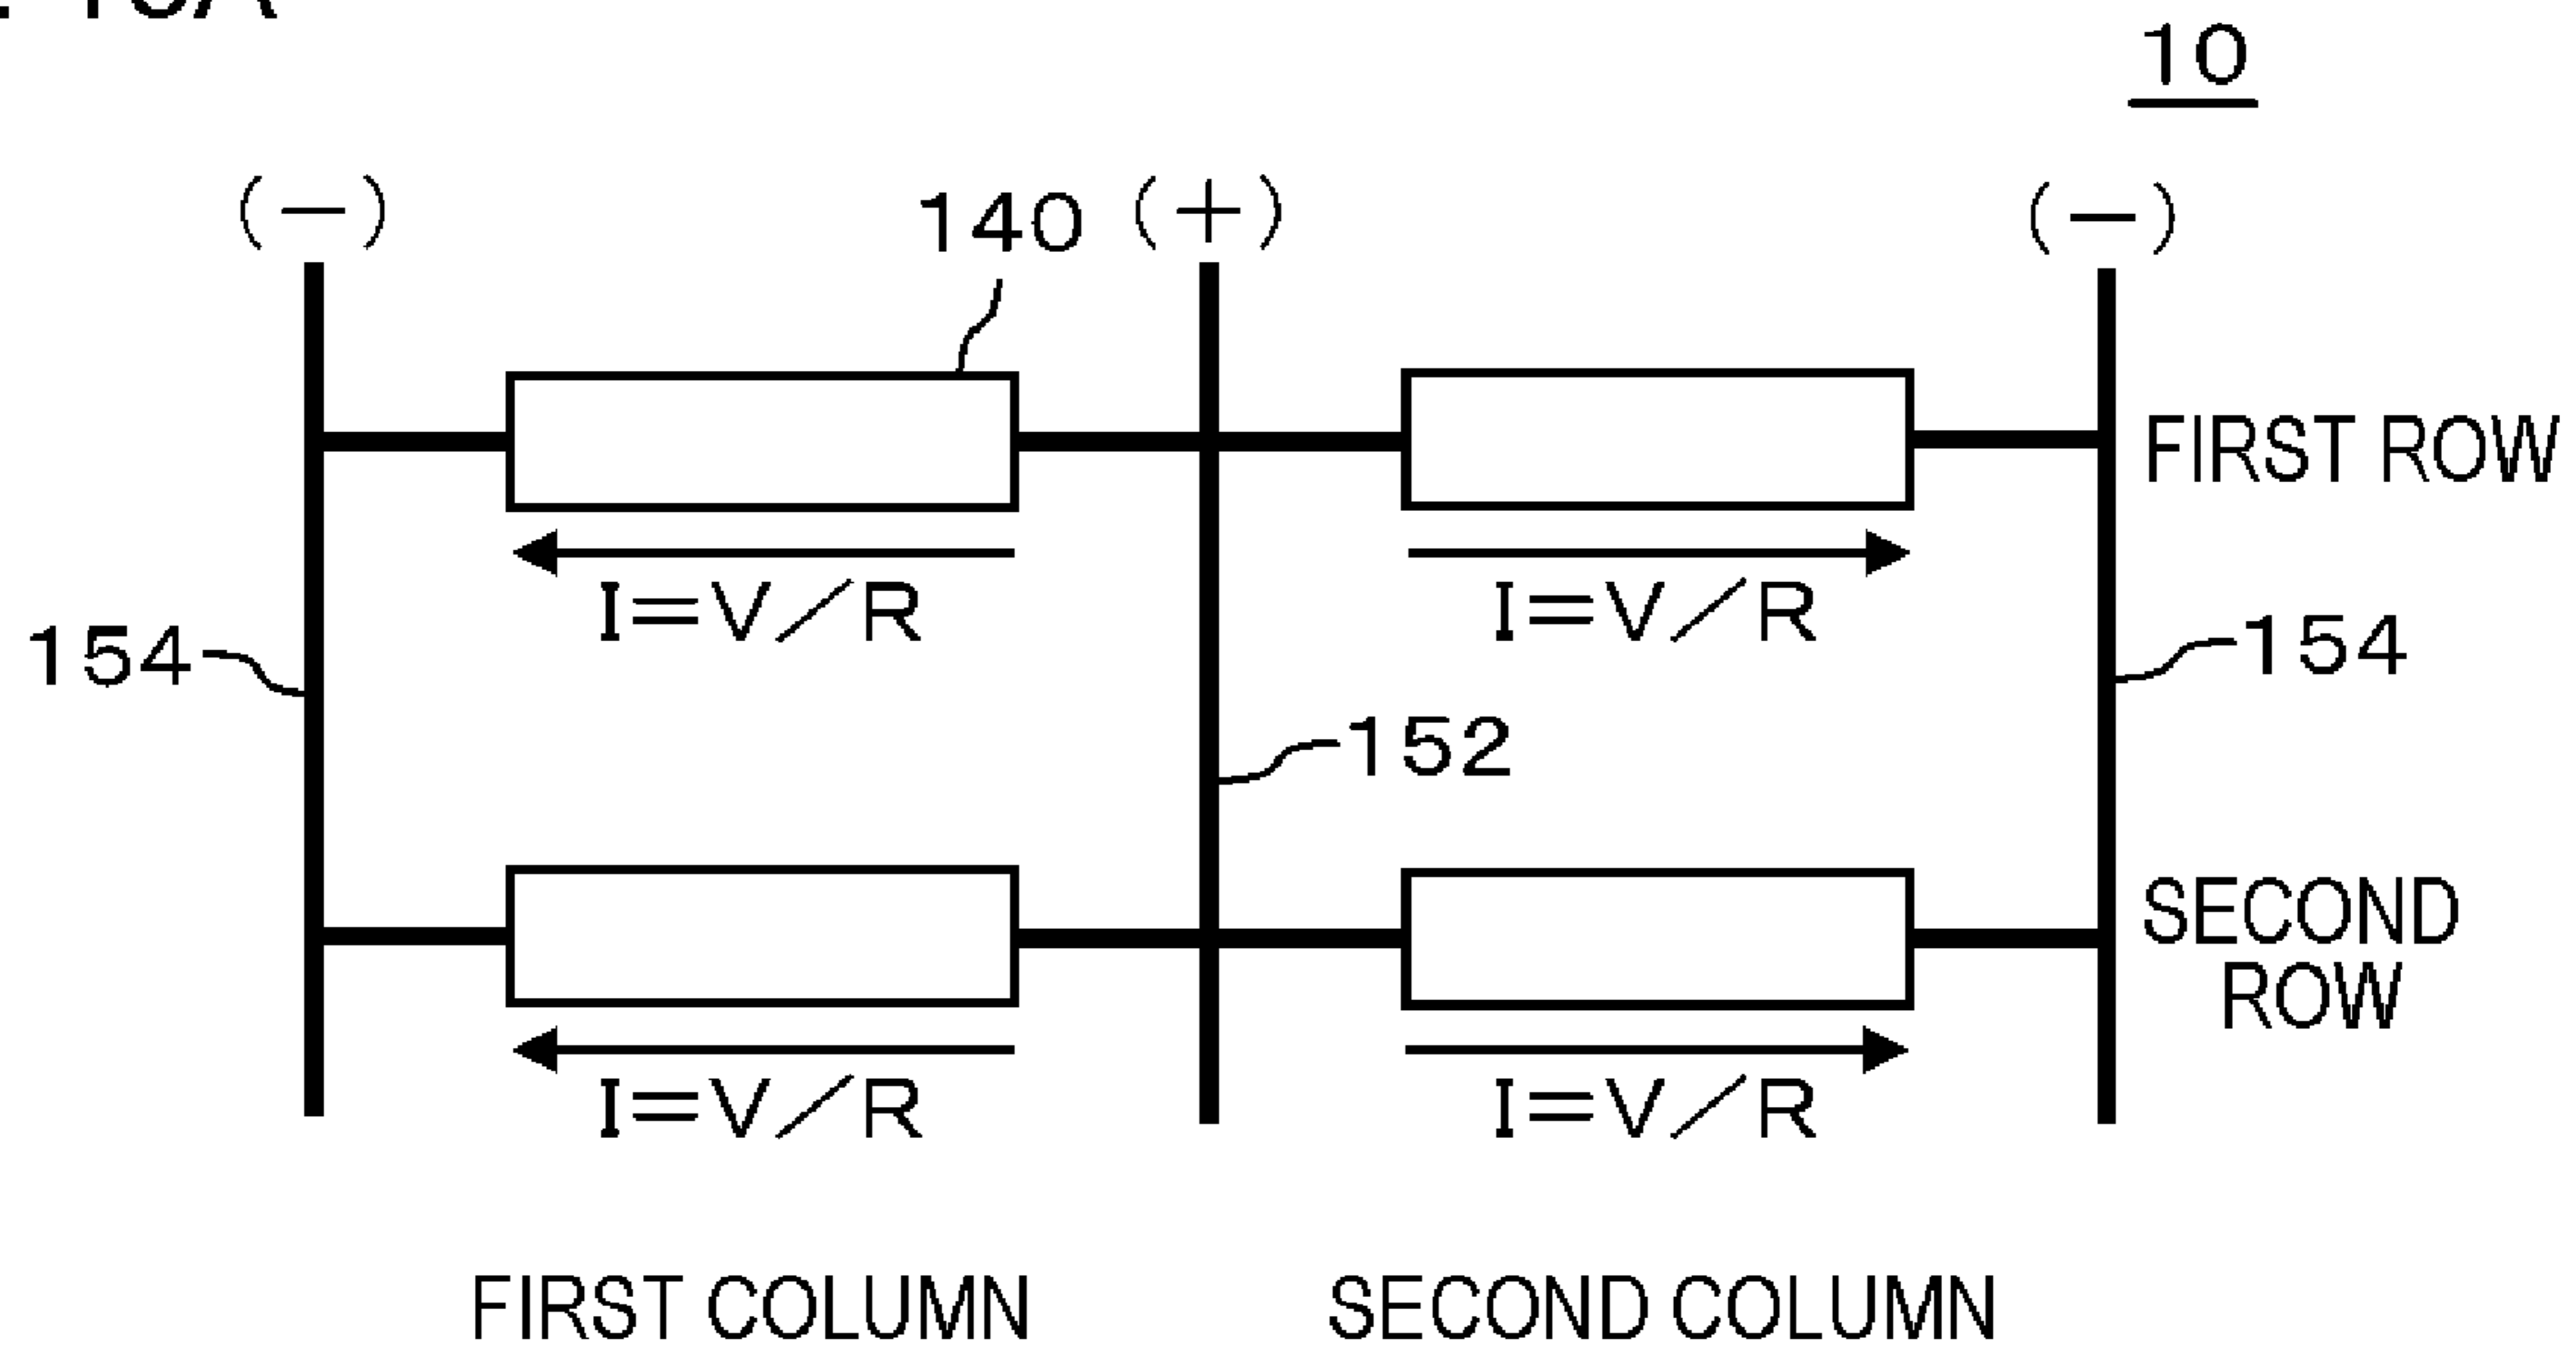 10
(−) 140 (+) (−)
FIRST ROW
I=V/R I=V/R
154 154
152
SECOND
ROW
I=V/R I=V/R
FIRST COLUMN SECOND COLUMN